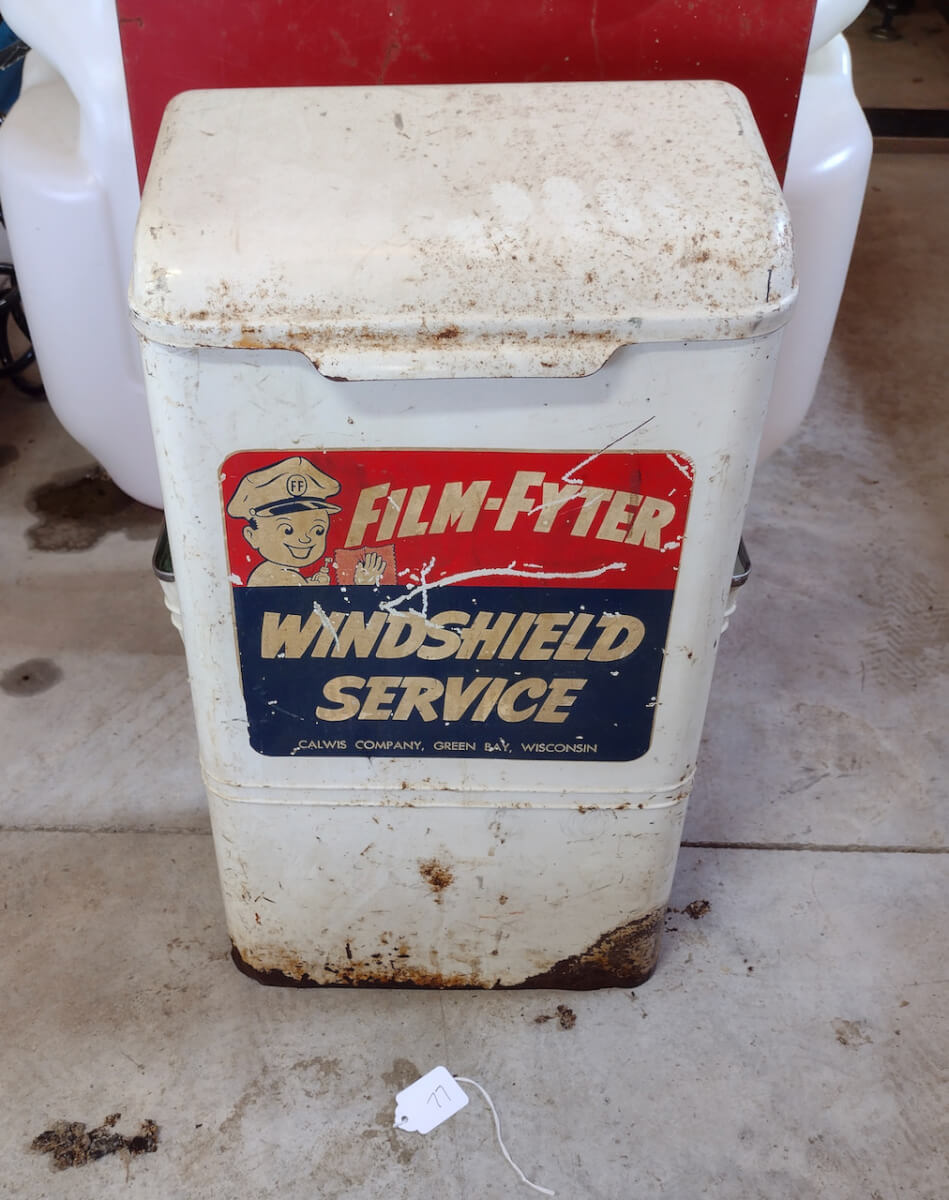 FF
FILM-FYTER
WINDSHIELD
SERVICE
CALWIS COMPANY, GREEN BAY, WISCONSIN
77